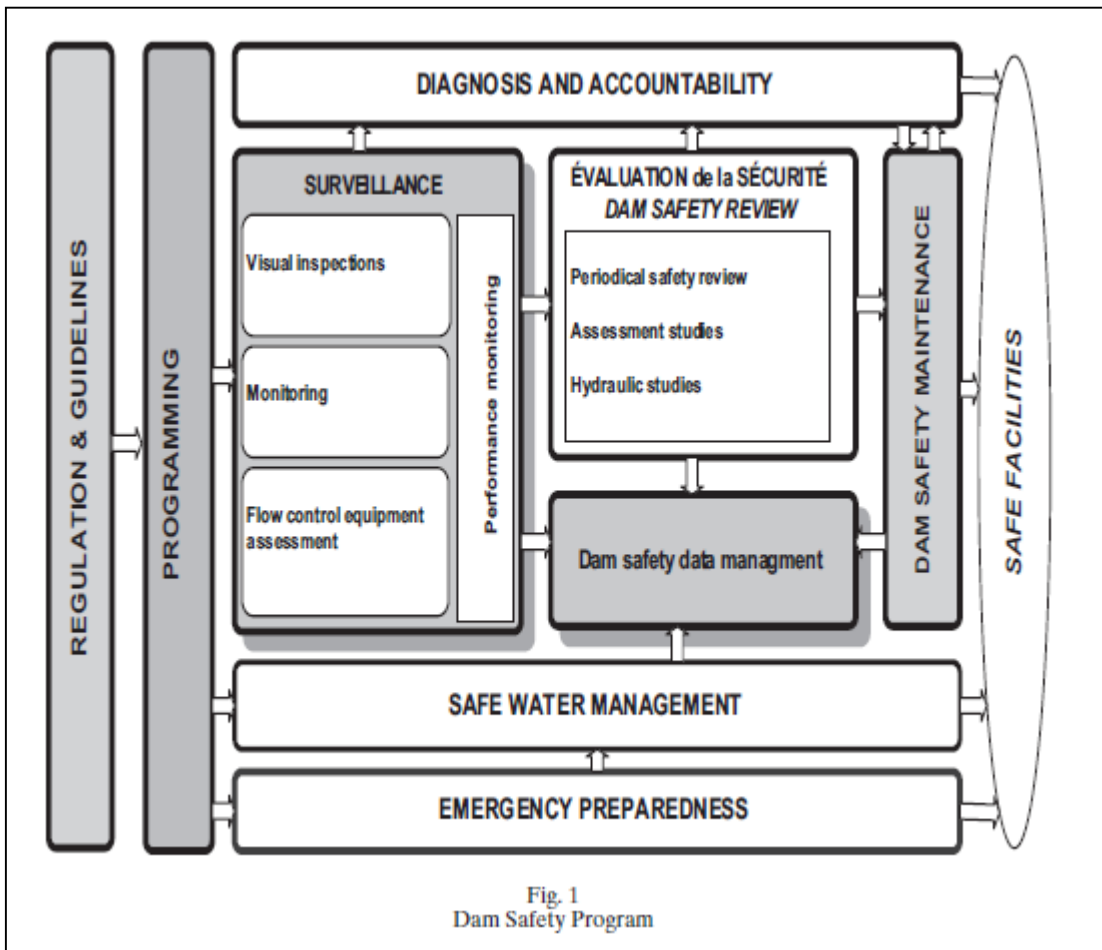 REGULATION & GUIDELINES
PROGRAMMING
DIAGNOSIS AND ACCOUNTABILITY
SURVEILLANCE
Visual inspections
Monitoring
Flow control equipment
assessment
Performance monitoring
ÉVALUATION de la SÉCURITÉ
DAM SAFETY REVIEW
Periodical safety review
Assessment studies
Hydraulic studies
Dam safety data managment
DAM SAFETY MAINTENANCE
SAFE WATER MANAGEMENT
EMERGENCY PREPAREDNESS
SAFE FACILITIES
Fig. 1
Dam Safety Program